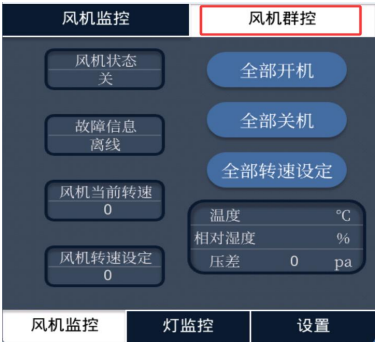 风机监控 风机群控
风机状态
关
全部开机
故障信息
离线
全部关机
全部转速设定
风机当前转速
0
风机转速设定
0
温度 ℃
相对湿度 %
压差 0 pa
风机监控 灯监控 设置